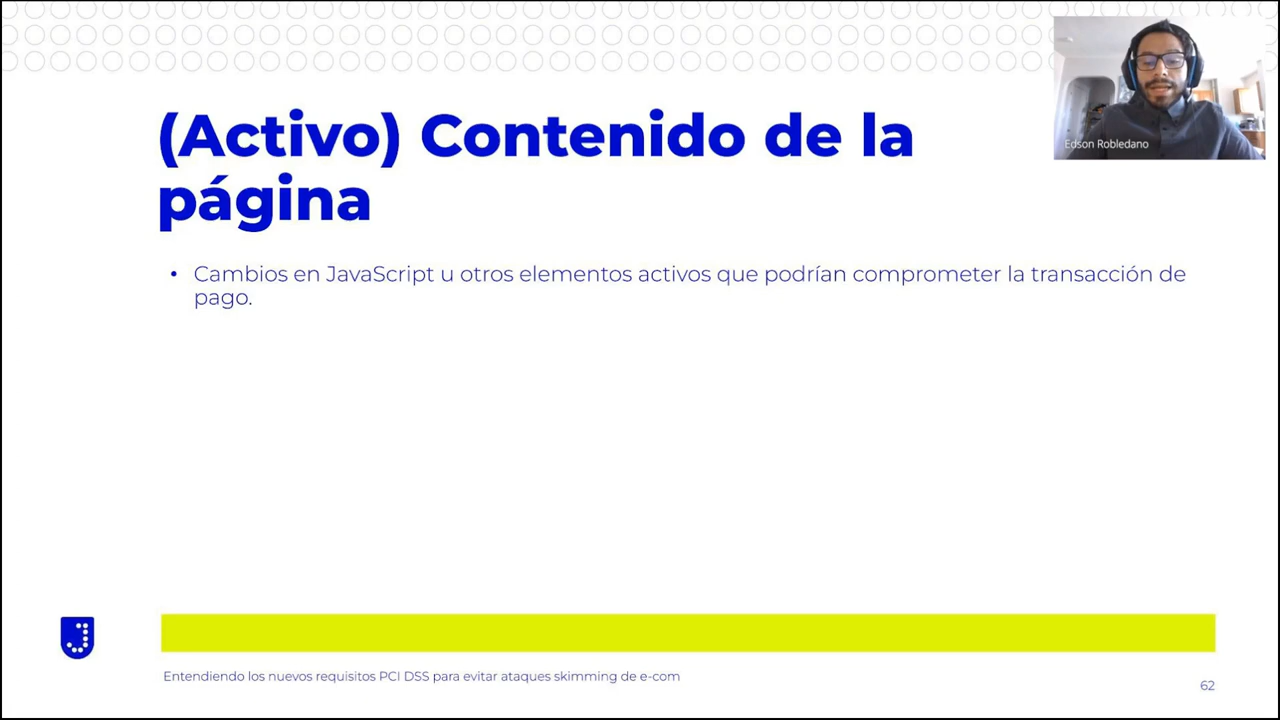 Edson Robledano
(Activo) Contenido de la
página
• Cambios en JavaScript u otros elementos activos que podrían comprometer la transacción de
pago.
Entendiendo los nuevos requisitos PCI DSS para evitar ataques skimming de e-com
62